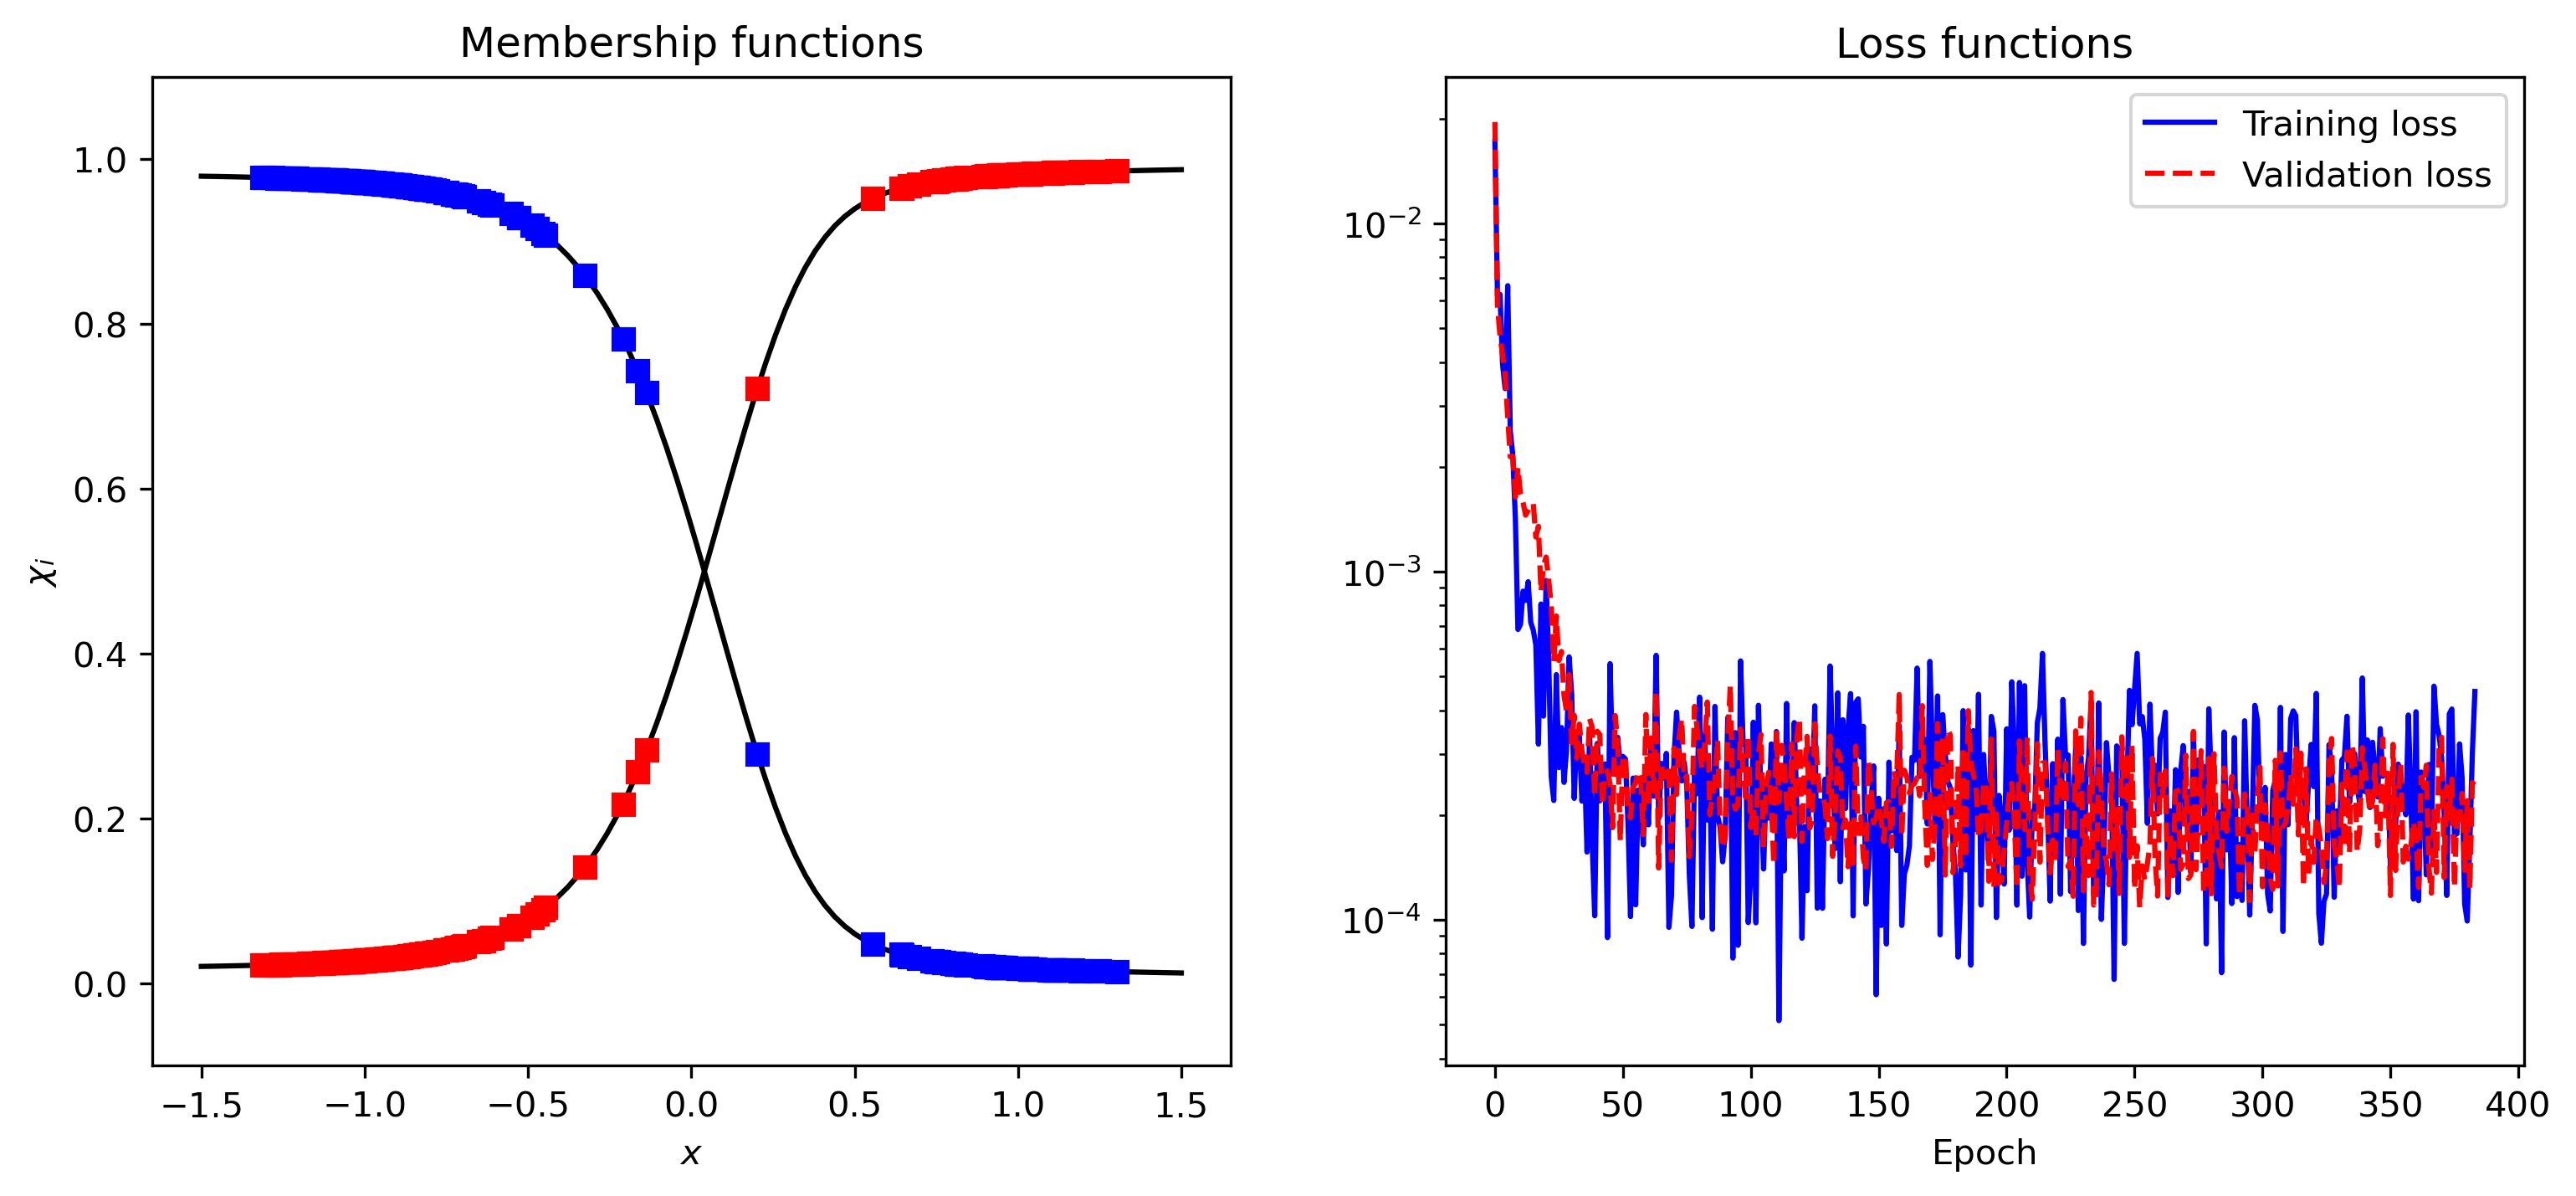 Membership functions
1.0
0.8
0.6
0.4
0.2
0.0
χᵢ
−1.5 −1.0 −0.5 0.0 0.5 1.0 1.5
x
Loss functions
Training loss
Validation loss
10⁻²
10⁻³
10⁻⁴
0 50 100 150 200 250 300 350 400
Epoch